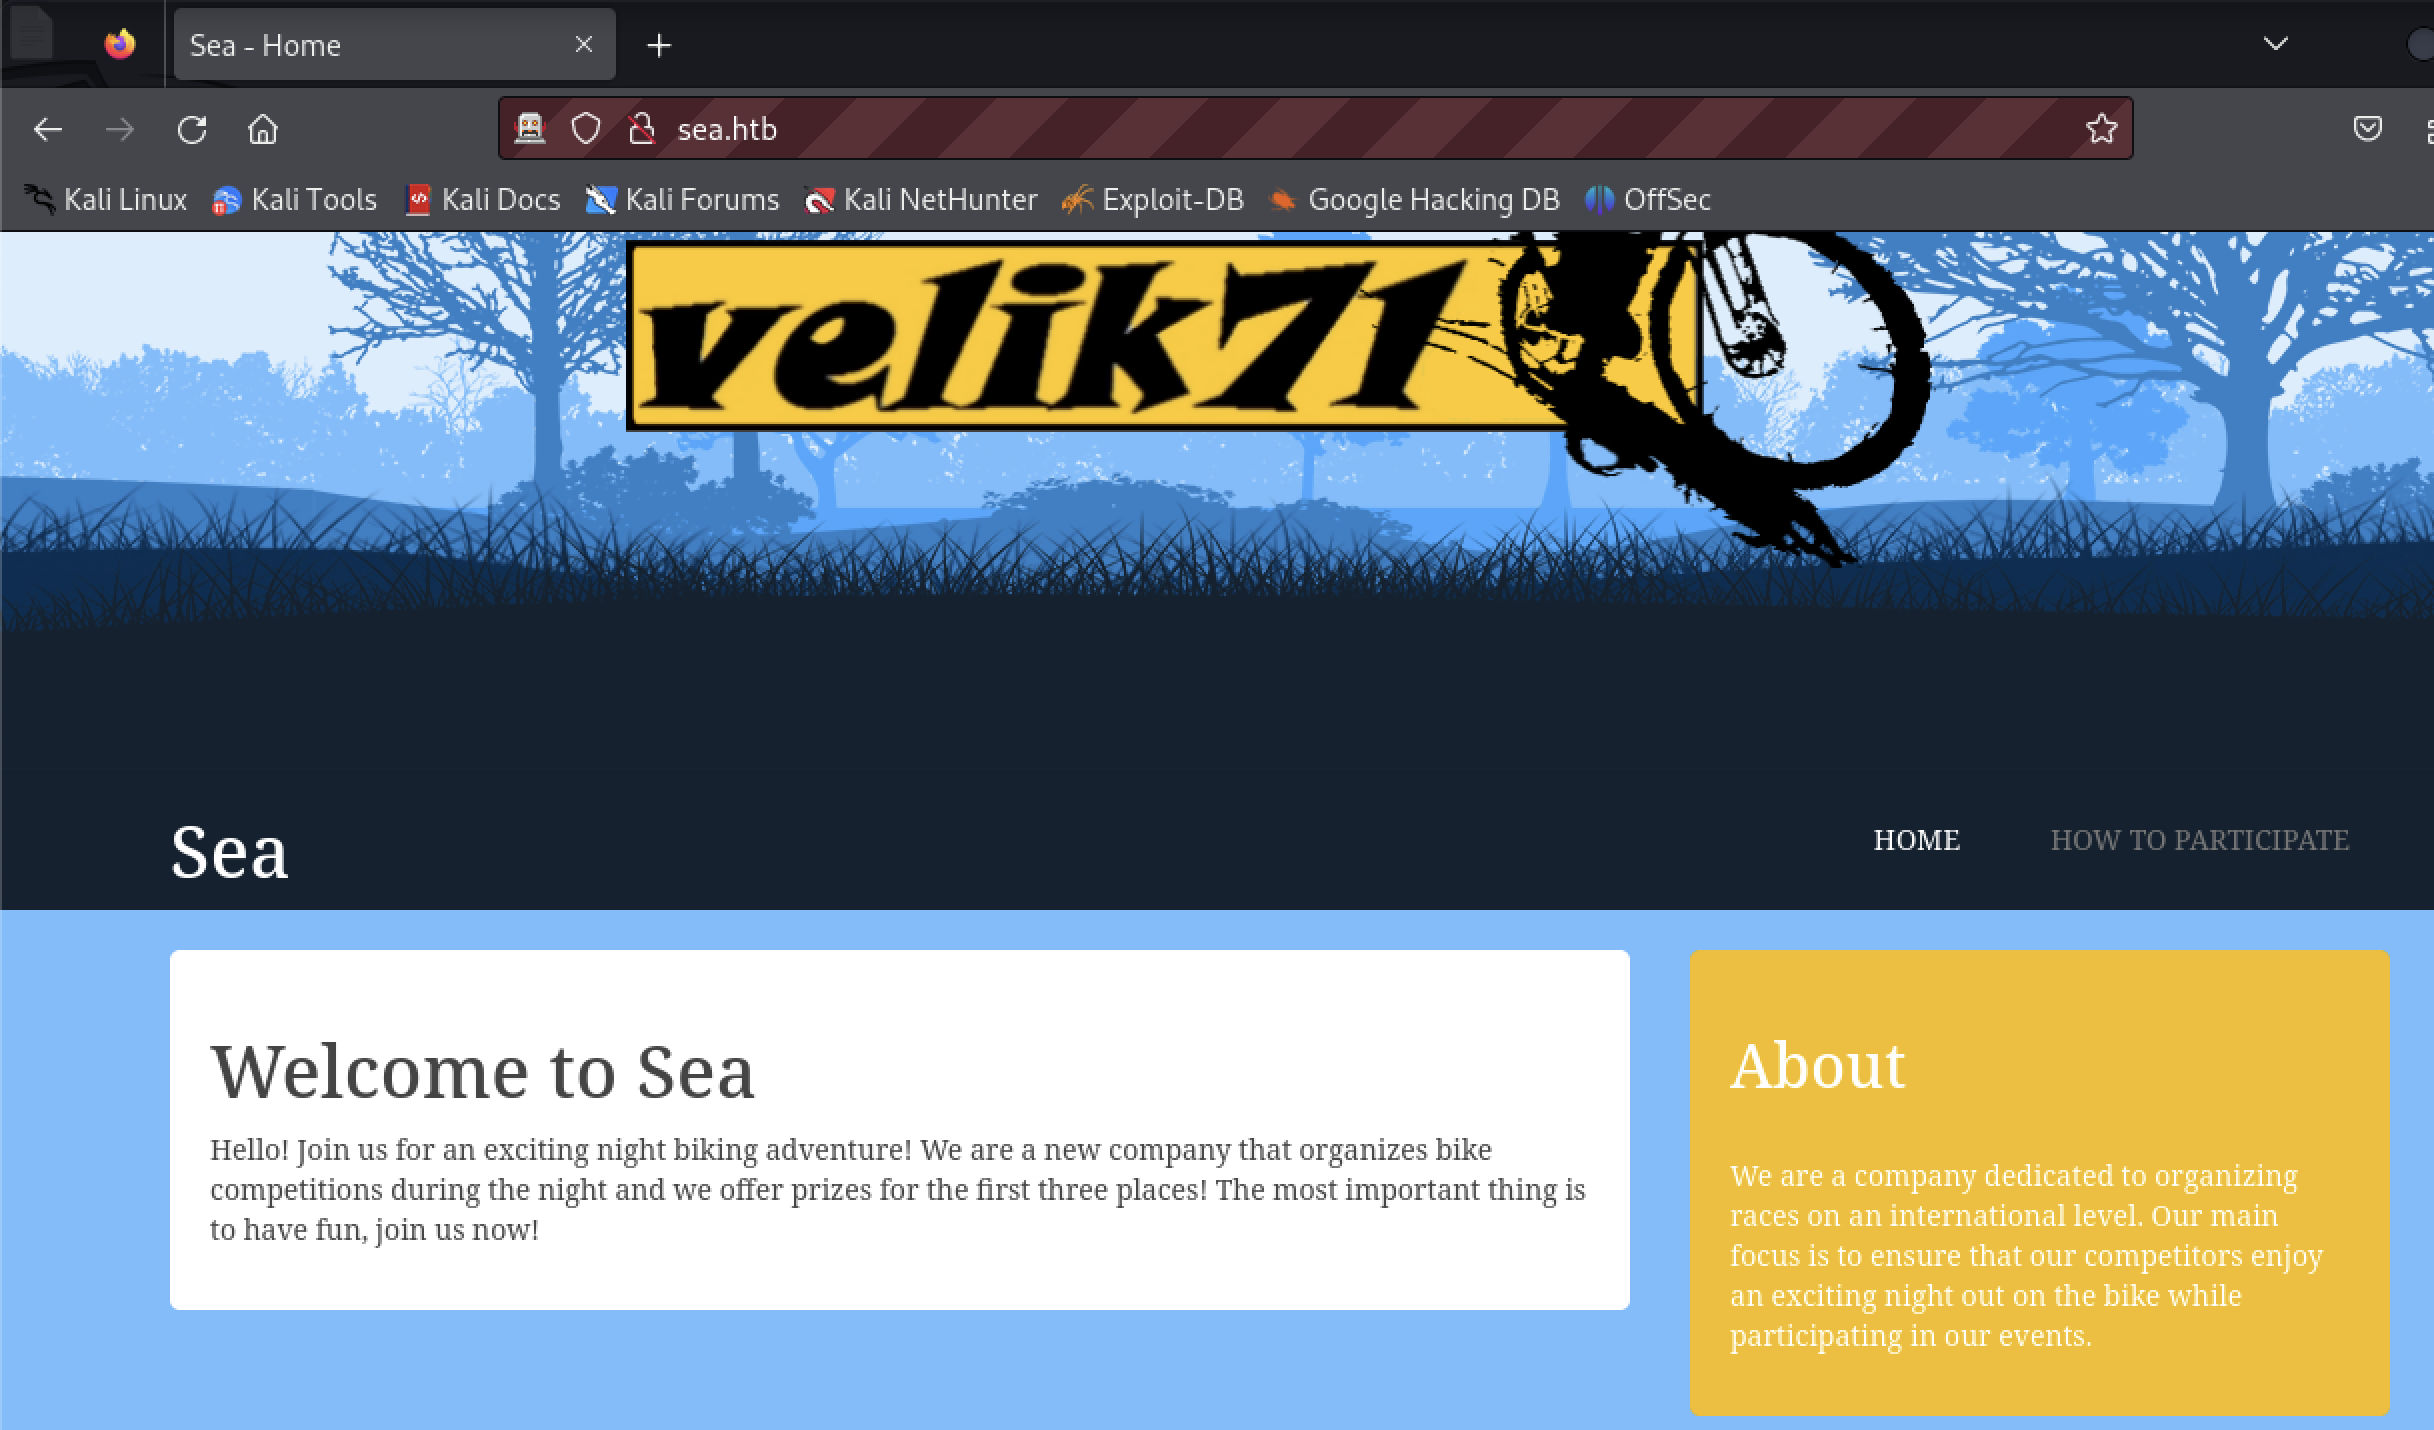 Sea - Home
sea.htb
Kali Linux Kali Tools Kali Docs Kali Forums Kali NetHunter Exploit-DB Google Hacking DB OffSec
velik71
Sea
HOME HOW TO PARTICIPATE
Welcome to Sea
Hello! Join us for an exciting night biking adventure! We are a new company that organizes bike
competitions during the night and we offer prizes for the first three places! The most important thing is
to have fun, join us now!
About
We are a company dedicated to organizing
races on an international level. Our main
focus is to ensure that our competitors enjoy
an exciting night out on the bike while
participating in our events.